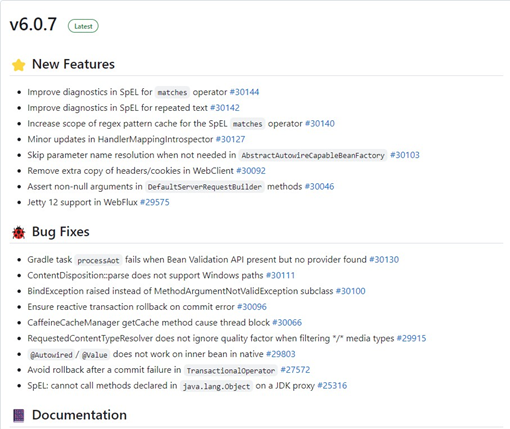 v6.0.7 Latest
New Features
Improve diagnostics in SpEL for matches operator #30144
Improve diagnostics in SpEL for repeated text #30142
Increase scope of regex pattern cache for the SpEL matches operator #30140
Minor updates in HandlerMappingIntrospector #30127
Skip parameter name resolution when not needed in AbstractAutowireCapableBeanFactory #30103
Remove extra copy of headers/cookies in WebClient #30092
Assert non-null arguments in DefaultServerRequestBuilder methods #30046
Jetty 12 support in WebFlux #29575
Bug Fixes
Gradle task processAot fails when Bean Validation API present but no provider found #30130
ContentDisposition::parse does not support Windows paths #30111
BindException raised instead of MethodArgumentNotValidException subclass #30100
Ensure reactive transaction rollback on commit error #30096
CaffeineCacheManager getCache method cause thread block #30066
RequestedContentTypeResolver does not ignore quality factor when filtering */* media types #29915
@Autowired / @Value does not work on inner bean in native #29803
Avoid rollback after a commit failure in TransactionalOperator #27572
SpEL: cannot call methods declared in java.lang.Object on a JDK proxy #25316
Documentation